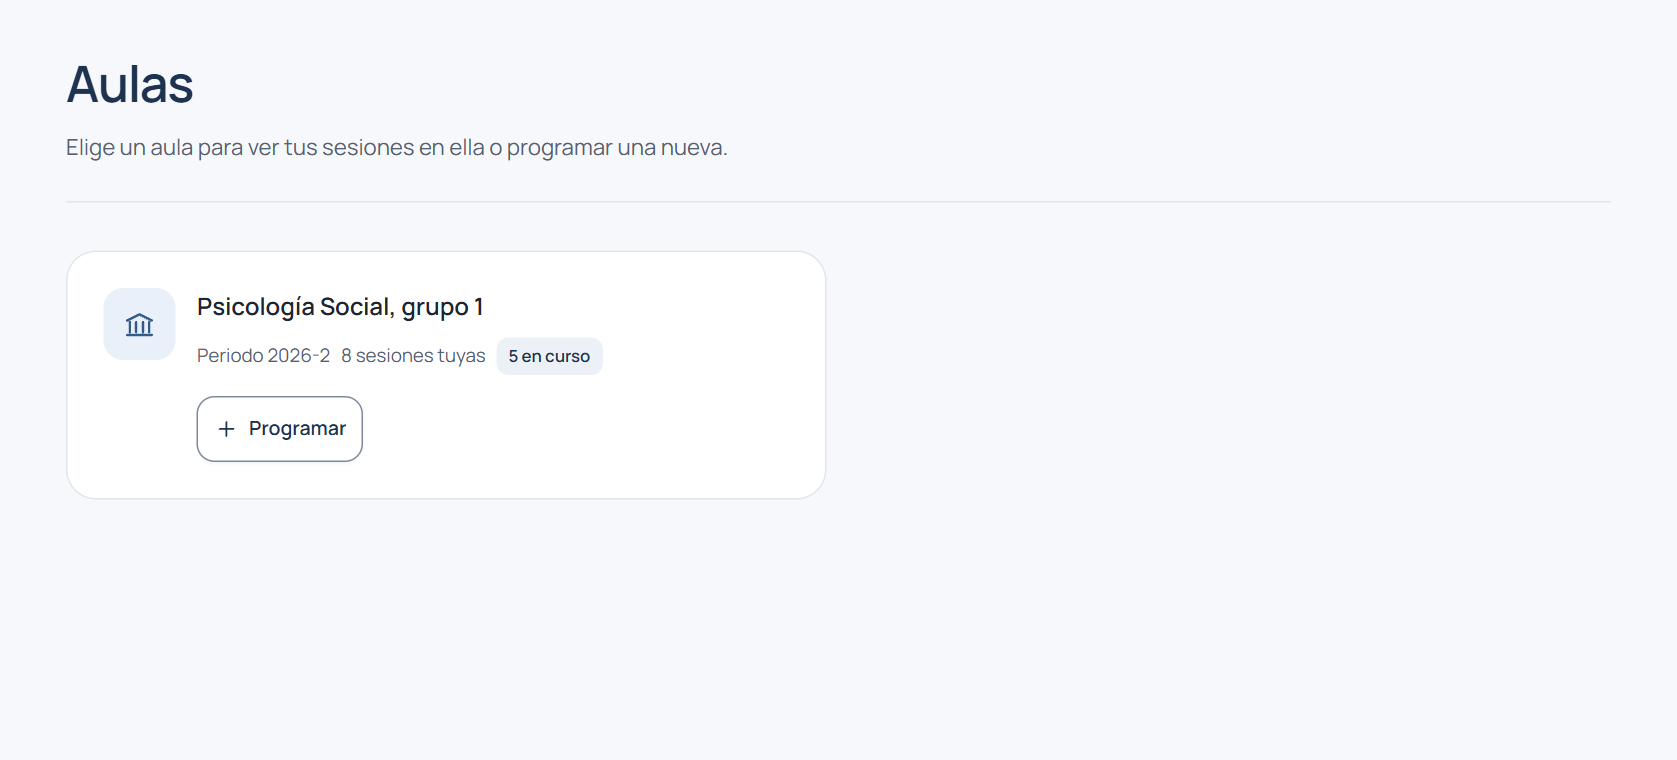 Aulas
Elige un aula para ver tus sesiones en ella o programar una nueva.
Psicología Social, grupo 1
Periodo 2026-2 8 sesiones tuyas 5 en curso
+ Programar